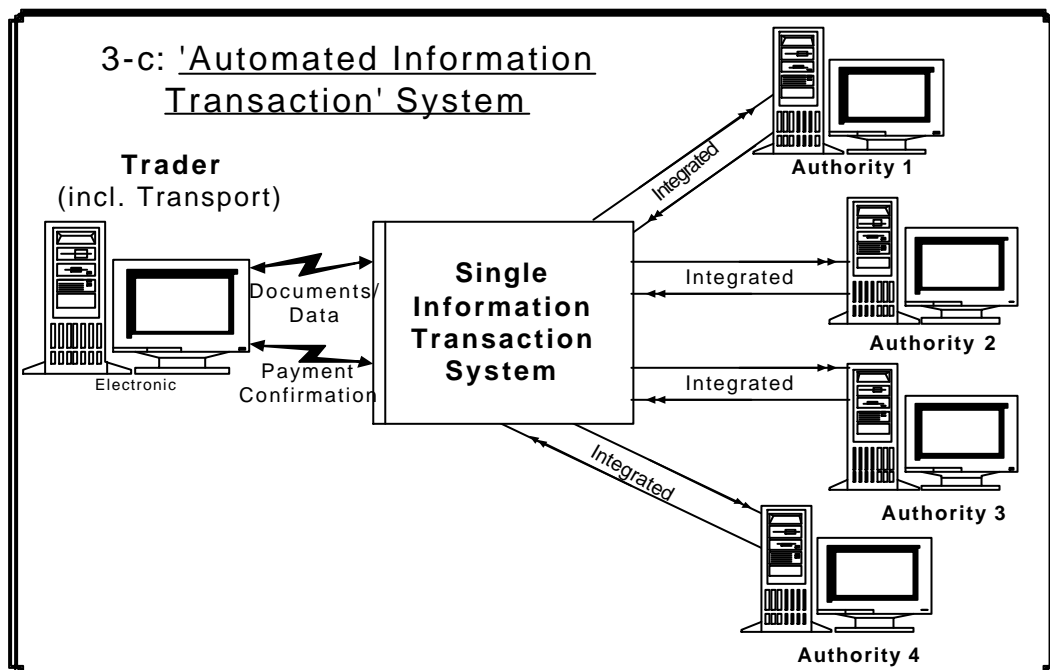 3-c: 'Automated Information
Transaction' System
Trader
(incl. Transport)
Electronic
Documents/
Data
Payment
Confirmation
Single
Information
Transaction
System
Integrated
Authority 1
Integrated
Authority 2
Integrated
Authority 3
Integrated
Authority 4